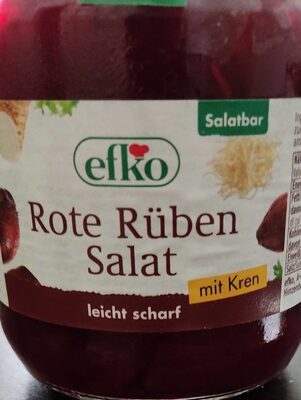 Salatbar
efko
Rote Rüben
Salat
mit Kren
leicht scharf